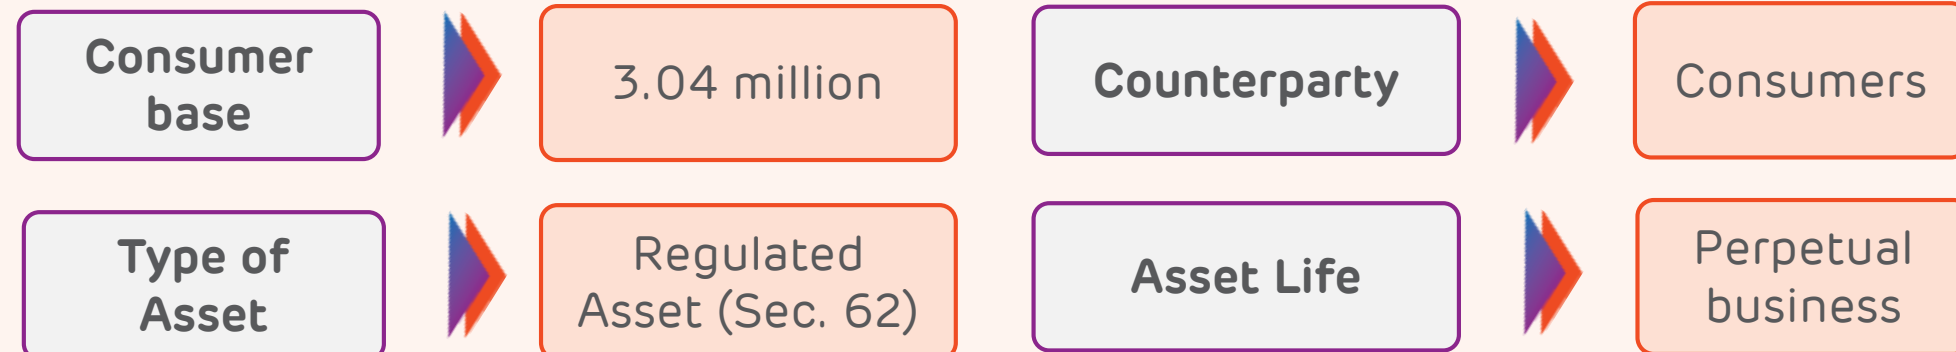 Consumer
base
3.04 million
Counterparty
Consumers
Type of
Asset
Regulated
Asset (Sec. 62)
Asset Life
Perpetual
business